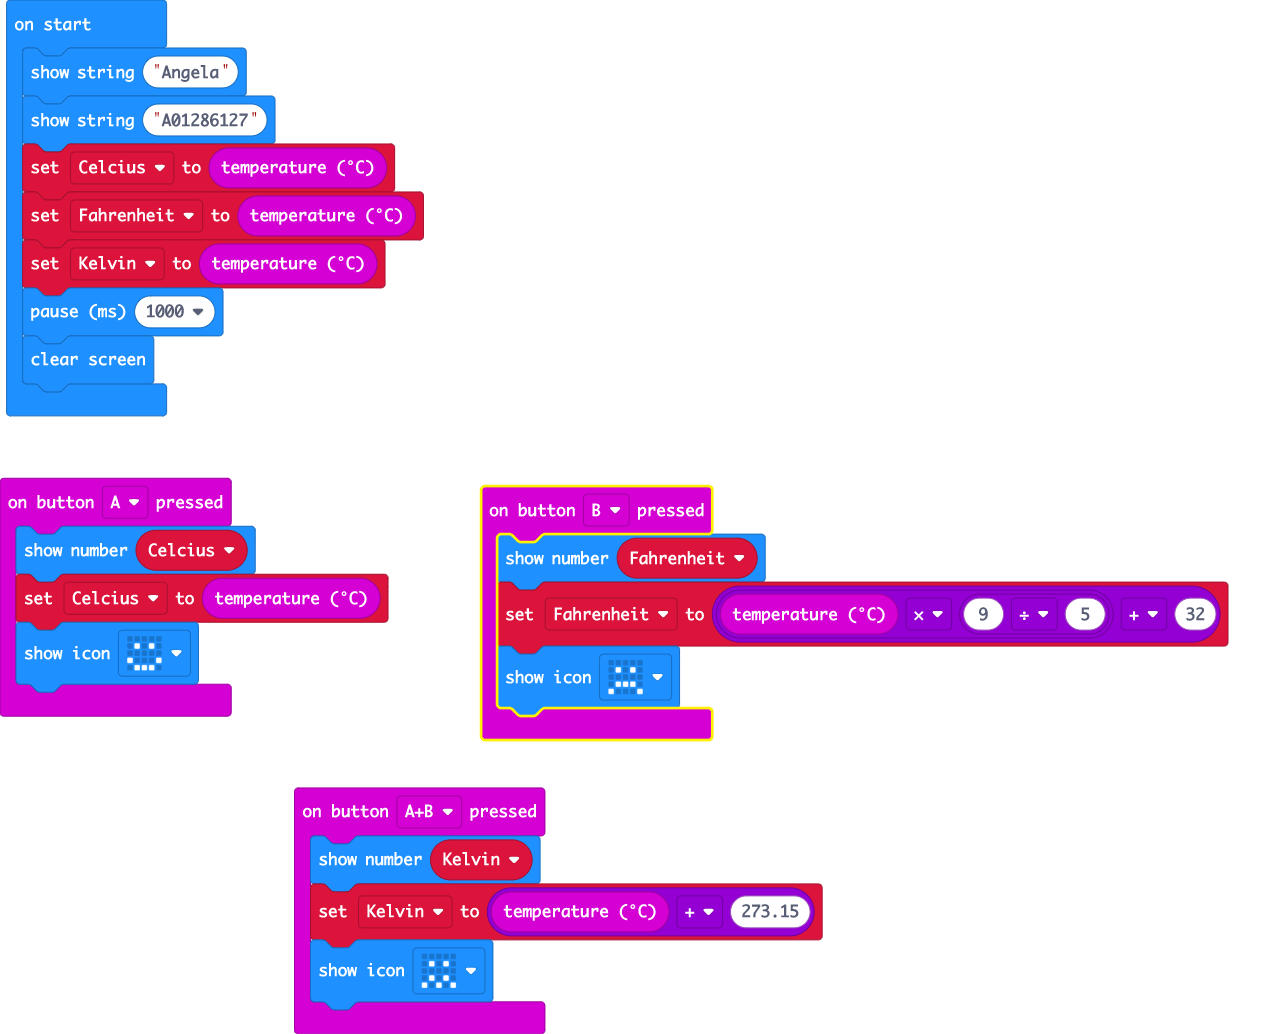 on start
show string "Angela"
show string "A01286127"
set Celcius to temperature (°C)
set Fahrenheit to temperature (°C)
set Kelvin to temperature (°C)
pause (ms) 1000
clear screen
on button A pressed
show number Celcius
set Celcius to temperature (°C)
show icon
on button B pressed
show number Fahrenheit
set Fahrenheit to temperature (°C) × 9 ÷ 5 + 32
show icon
on button A+B pressed
show number Kelvin
set Kelvin to temperature (°C) + 273.15
show icon